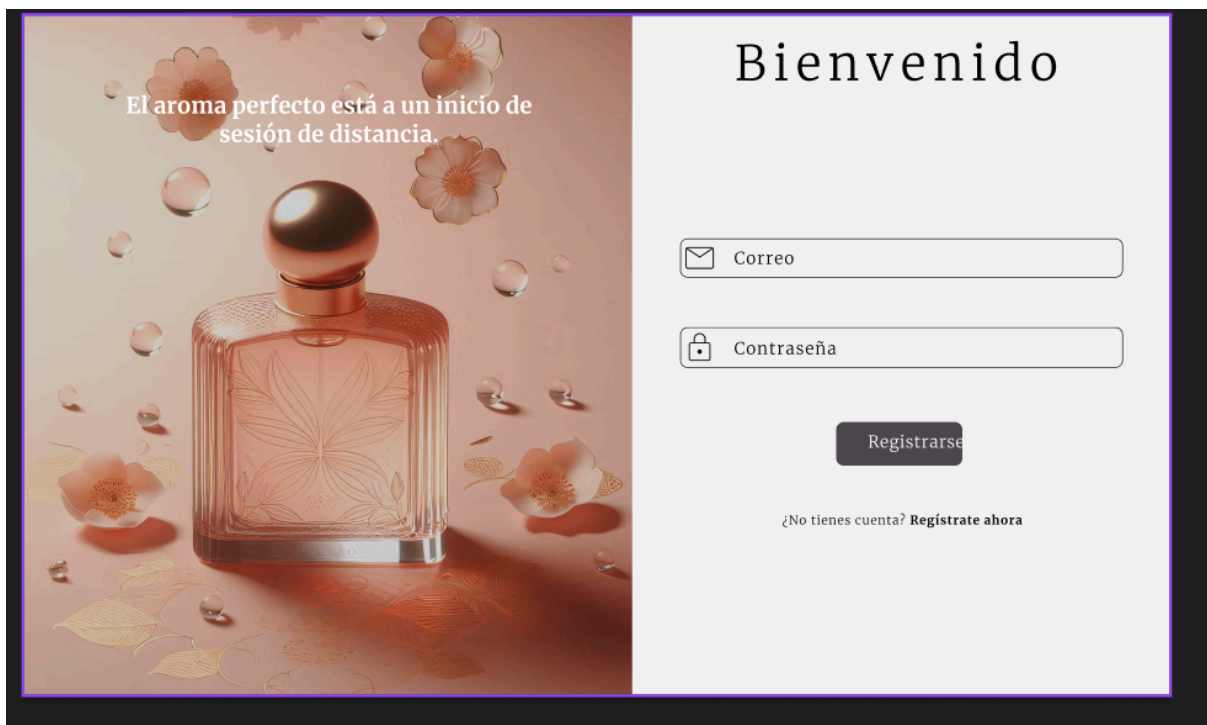 El aroma perfecto está a un inicio de
sesión de distancia.
Bienvenido
Correo
Contraseña
Registrarse
¿No tienes cuenta? Regístrate ahora